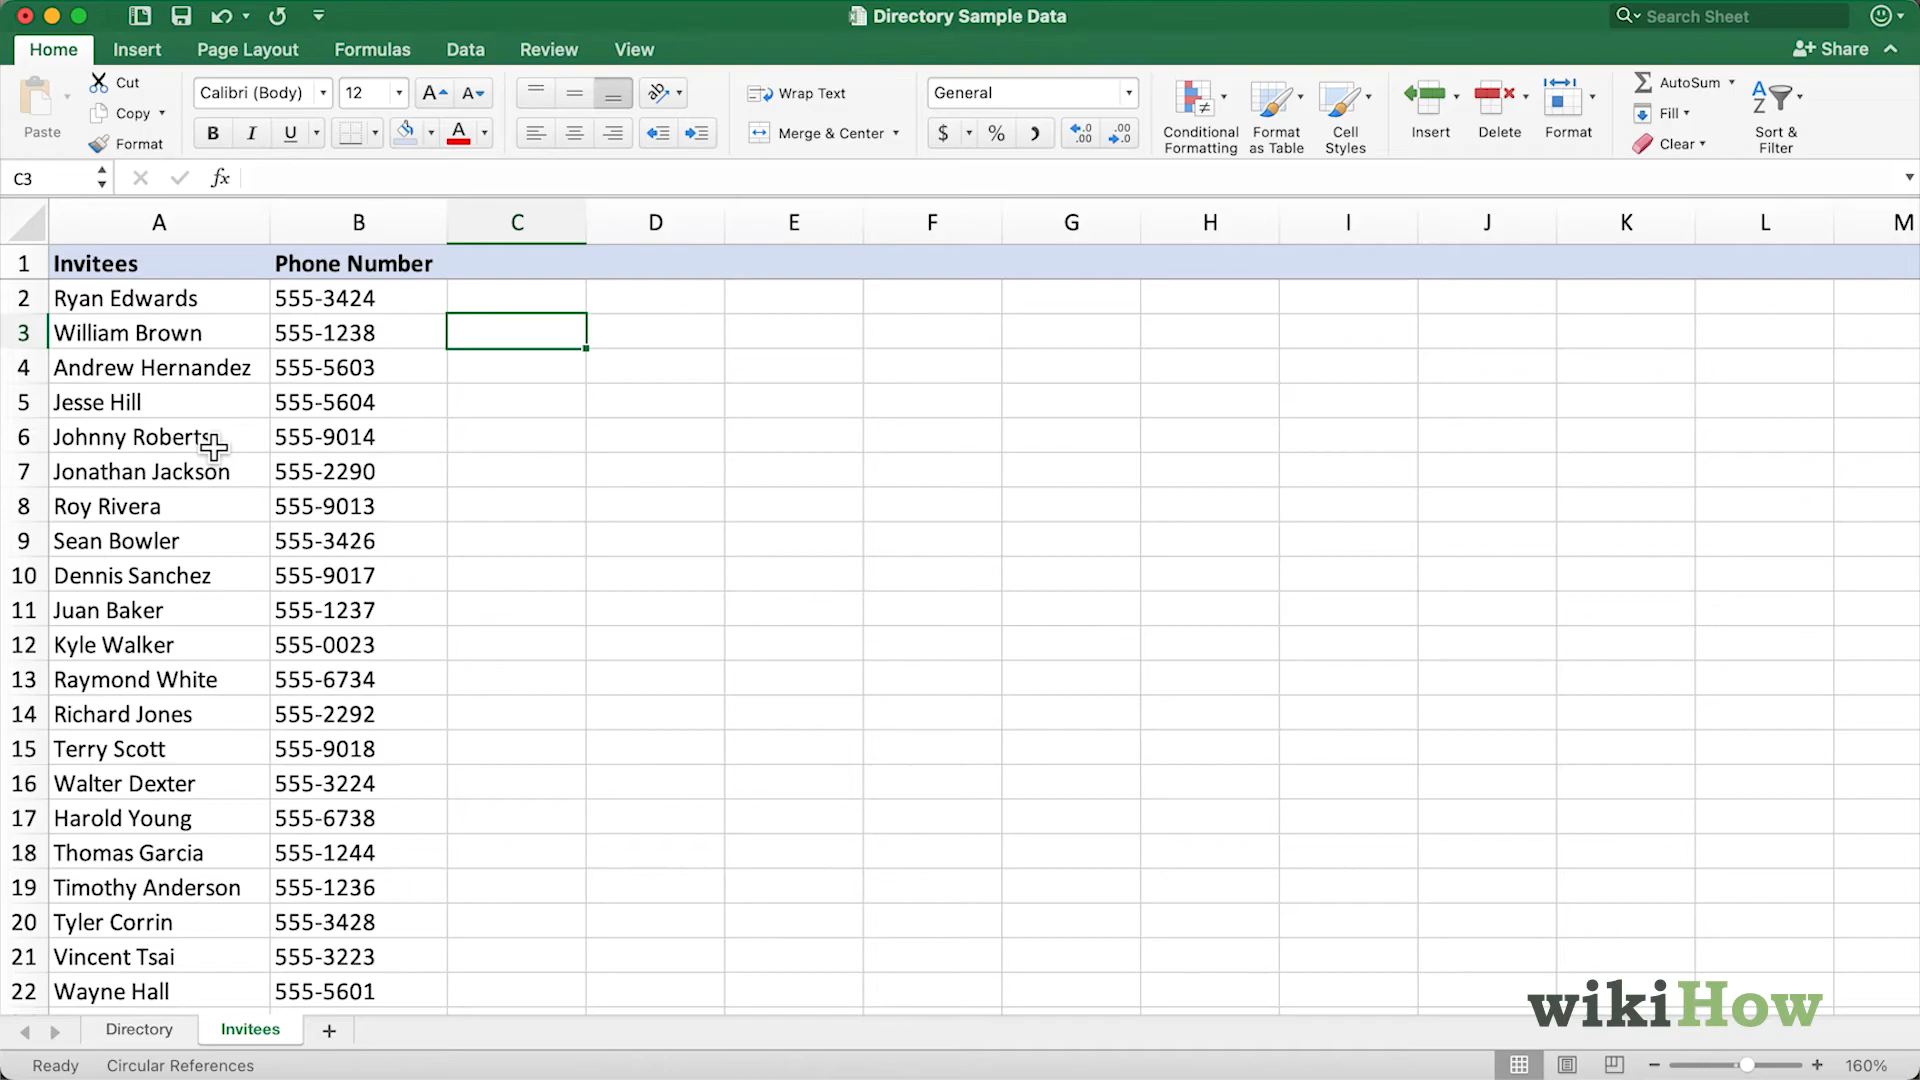 Directory Sample Data
Search Sheet
Home Insert Page Layout Formulas Data Review View
Share
Paste
Cut
Copy
Format
Calibri (Body) 12 A A
B I U A
Wrap Text
Merge & Center
General
$ % .0 .00 .00 .0
Conditional Formatting
Format as Table
Cell Styles
Insert
Delete
Format
AutoSum
Fill
Clear
A Z
Sort & Filter
C3 fx
A B C D E F G H I J K L M
1 Invitees Phone Number
2 Ryan Edwards 555-3424
3 William Brown 555-1238
4 Andrew Hernandez 555-5603
5 Jesse Hill 555-5604
6 Johnny Roberts 555-9014
7 Jonathan Jackson 555-2290
8 Roy Rivera 555-9013
9 Sean Bowler 555-3426
10 Dennis Sanchez 555-9017
11 Juan Baker 555-1237
12 Kyle Walker 555-0023
13 Raymond White 555-6734
14 Richard Jones 555-2292
15 Terry Scott 555-9018
16 Walter Dexter 555-3224
17 Harold Young 555-6738
18 Thomas Garcia 555-1244
19 Timothy Anderson 555-1236
20 Tyler Corrin 555-3428
21 Vincent Tsai 555-3223
22 Wayne Hall 555-5601
wikiHow
Directory Invitees +
Ready Circular References
160%